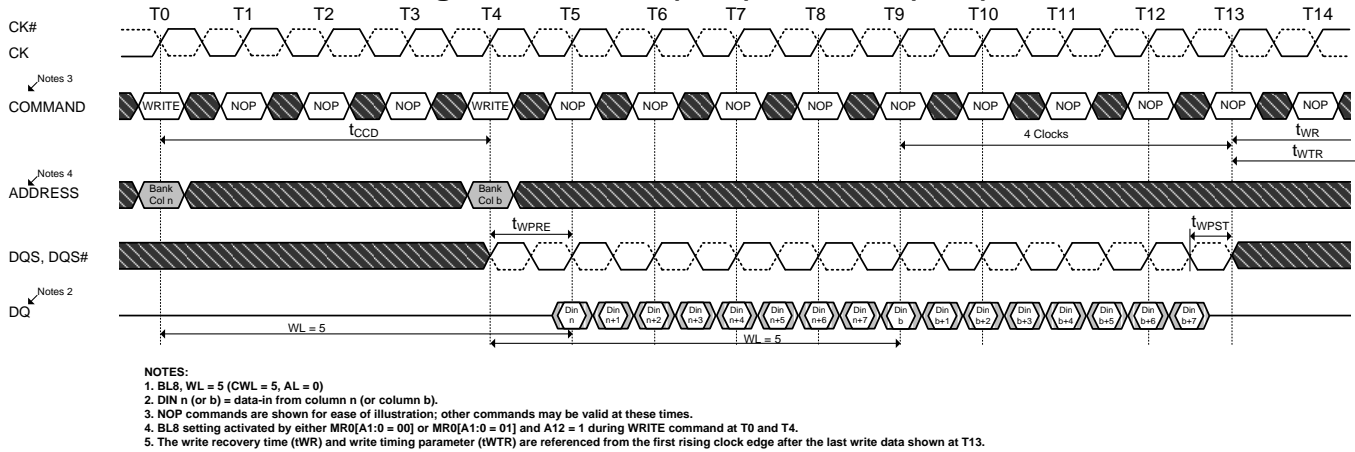 T0 T1 T2 T3 T4 T5 T6 T7 T8 T9 T10 T11 T12 T13 T14
CK#
CK
Notes 3
COMMAND
WRITE NOP NOP NOP WRITE NOP NOP NOP NOP NOP NOP NOP NOP NOP NOP
tCCD
4 Clocks
tWR
tWTR
Notes 4
ADDRESS
Bank Bank
Col n Col b
tWPRE
tWPST
DQS, DQS#
Notes 2
DQ
Din Din Din Din Din Din Din Din Din Din Din Din Din Din Din Din
n n+1 n+2 n+3 n+4 n+5 n+6 n+7 b b+1 b+2 b+3 b+4 b+5 b+6 b+7
WL = 5
WL = 5
NOTES:
1. BL8, WL = 5 (CWL = 5, AL = 0)
2. DIN n (or b) = data-in from column n (or column b).
3. NOP commands are shown for ease of illustration; other commands may be valid at these times.
4. BL8 setting activated by either MR0[A1:0 = 00] or MR0[A1:0 = 01] and A12 = 1 during WRITE command at T0 and T4.
5. The write recovery time (tWR) and write timing parameter (tWTR) are referenced from the first rising clock edge after the last write data shown at T13.